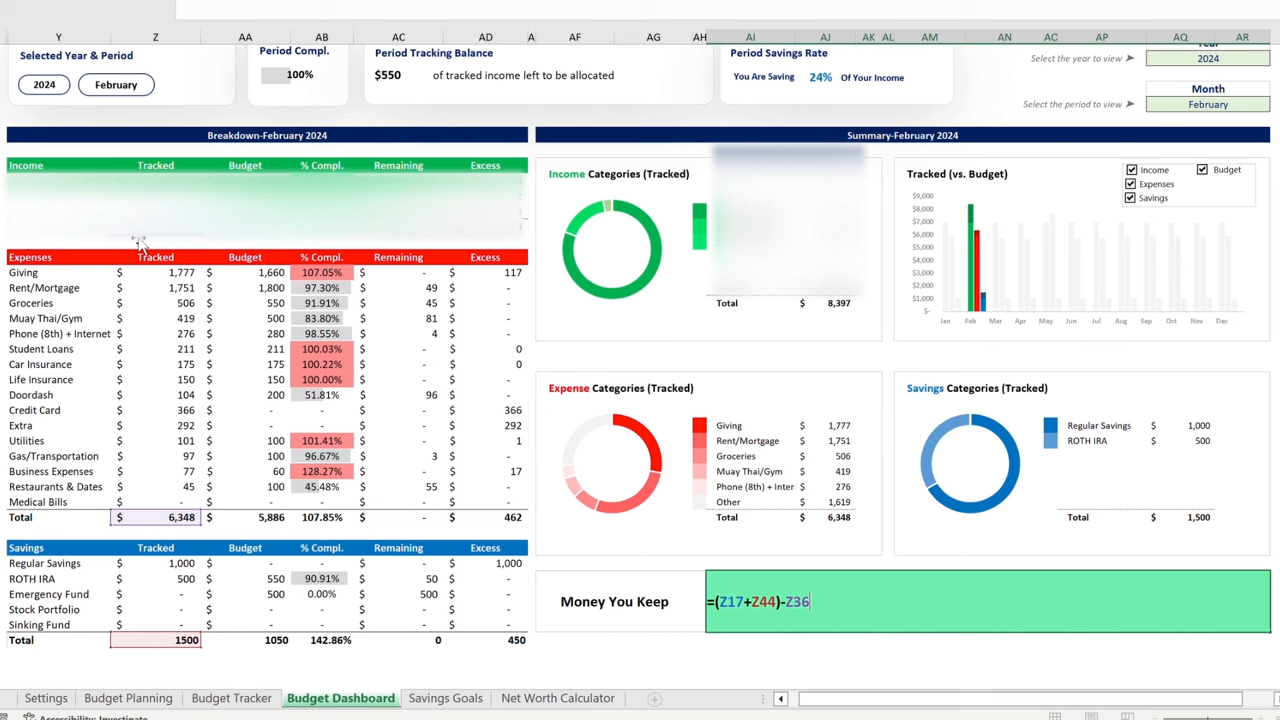 Y Z AA AB AC AD A AF AG AH AI AJ AK AL AM AN AO AP AQ AR
Selected Year & Period
2024 February
Period Compl.
100%
Period Tracking Balance
$550 of tracked income left to be allocated
Period Savings Rate
You Are Saving 24% Of Your Income
Year
Select the year to view ➤ 2024
Month
Select the period to view ➤ February
Breakdown-February 2024
Income Tracked Budget % Compl. Remaining Excess
Expenses Tracked Budget % Compl. Remaining Excess
Giving $ 1,777 $ 1,660 107.05% $ - $ 117
Rent/Mortgage $ 1,751 $ 1,800 97.30% $ 49 $ -
Groceries $ 506 $ 550 91.91% $ 45 $ -
Muay Thai/Gym $ 419 $ 500 83.80% $ 81 $ -
Phone (8th) + Internet $ 276 $ 280 98.55% $ 4 $ -
Student Loans $ 211 $ 211 100.03% $ - $ 0
Car Insurance $ 175 $ 175 100.22% $ - $ 0
Life Insurance $ 150 $ 150 100.00% $ - $ -
Doordash $ 104 $ 200 51.81% $ 96 $ -
Credit Card $ 366 $ - - $ - $ 366
Extra $ 292 $ - - $ - $ 292
Utilities $ 101 $ 100 101.41% $ - $ 1
Gas/Transportation $ 97 $ 100 96.67% $ 3 $ -
Business Expenses $ 77 $ 60 128.27% $ - $ 17
Restaurants & Dates $ 45 $ 100 45.48% $ 55 $ -
Medical Bills $ - $ - - $ - $ -
Total $ 6,348 $ 5,886 107.85% $ - $ 462
Savings Tracked Budget % Compl. Remaining Excess
Regular Savings $ 1,000 $ - - $ - $ 1,000
ROTH IRA $ 500 $ 550 90.91% $ 50 $ -
Emergency Fund $ - $ 500 0.00% $ 500 $ -
Stock Portfolio $ - $ - - $ - $ -
Sinking Fund $ - $ - - $ - $ -
Total 1500 1050 142.86% 0 450
Summary-February 2024
Income Categories (Tracked)
Total $ 8,397
Tracked (vs. Budget)
Income Budget
Expenses
Savings
$9,000
$8,000
$7,000
$6,000
$5,000
$4,000
$3,000
$2,000
$1,000
$-
Jan Feb Mar Apr May Jun Jul Aug Sep Oct Nov Dec
Expense Categories (Tracked)
Giving $ 1,777
Rent/Mortgage $ 1,751
Groceries $ 506
Muay Thai/Gym $ 419
Phone (8th) + Inter $ 276
Other $ 1,619
Total $ 6,348
Savings Categories (Tracked)
Regular Savings $ 1,000
ROTH IRA $ 500
Total $ 1,500
Money You Keep =(Z17+Z44)-Z36
Settings Budget Planning Budget Tracker Budget Dashboard Savings Goals Net Worth Calculator
Accessibility: Investigate